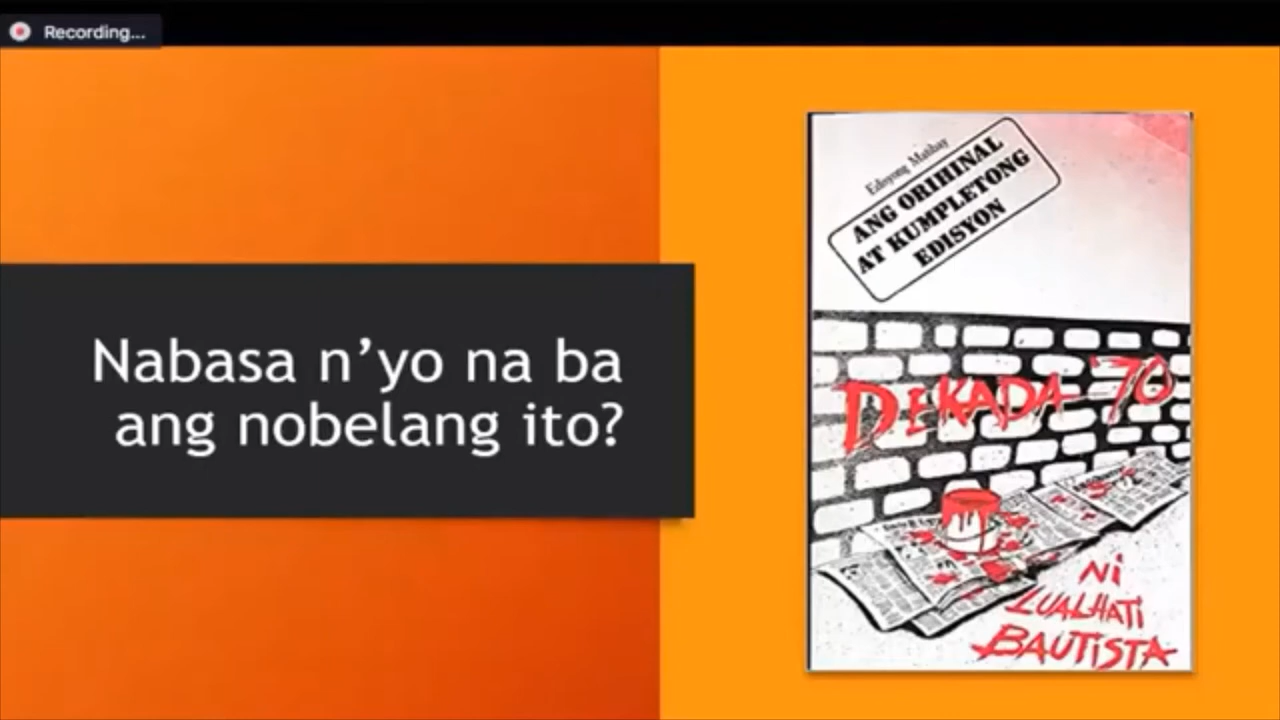 Recording...
Nabasa n'yo na ba
ang nobelang ito?
Edisyong Matibay
ANG ORIHINAL
AT KUMPLETONG
EDISYON
DEKADA '70
NI
LUALHATI
BAUTISTA